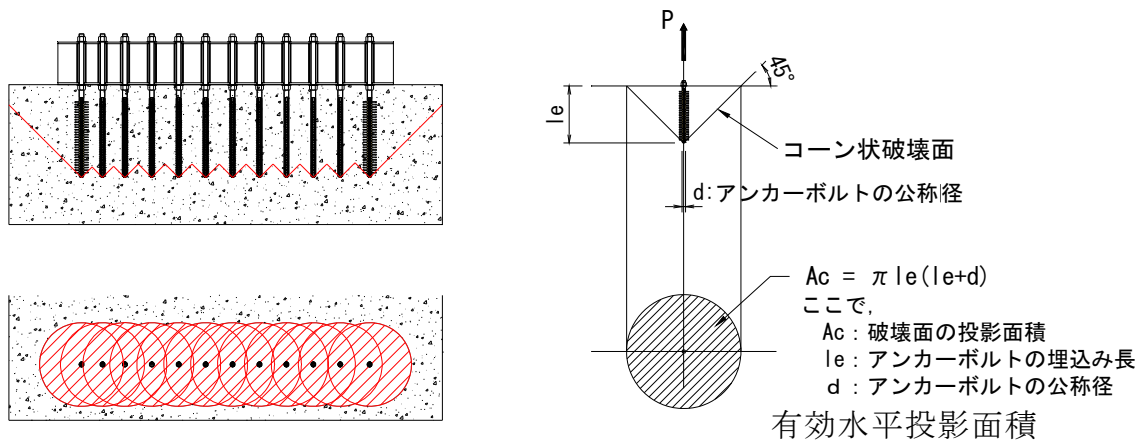 P
45°
le
コーン状破壊面
d:アンカーボルトの公称径
Ac = πle(le+d)
ここで,
Ac：破壊面の投影面積
le：アンカーボルトの埋込み長
d：アンカーボルトの公称径
有効水平投影面積